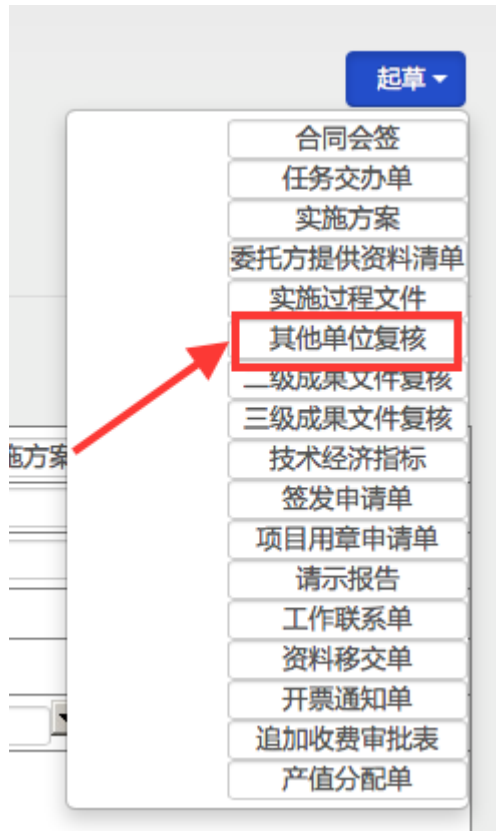 起草
合同会签
任务交办单
实施方案
委托方提供资料清单
实施过程文件
其他单位复核
二级成果文件复核
三级成果文件复核
施方案
技术经济指标
签发申请单
项目用章申请单
请示报告
工作联系单
资料移交单
开票通知单
追加收费审批表
产值分配单